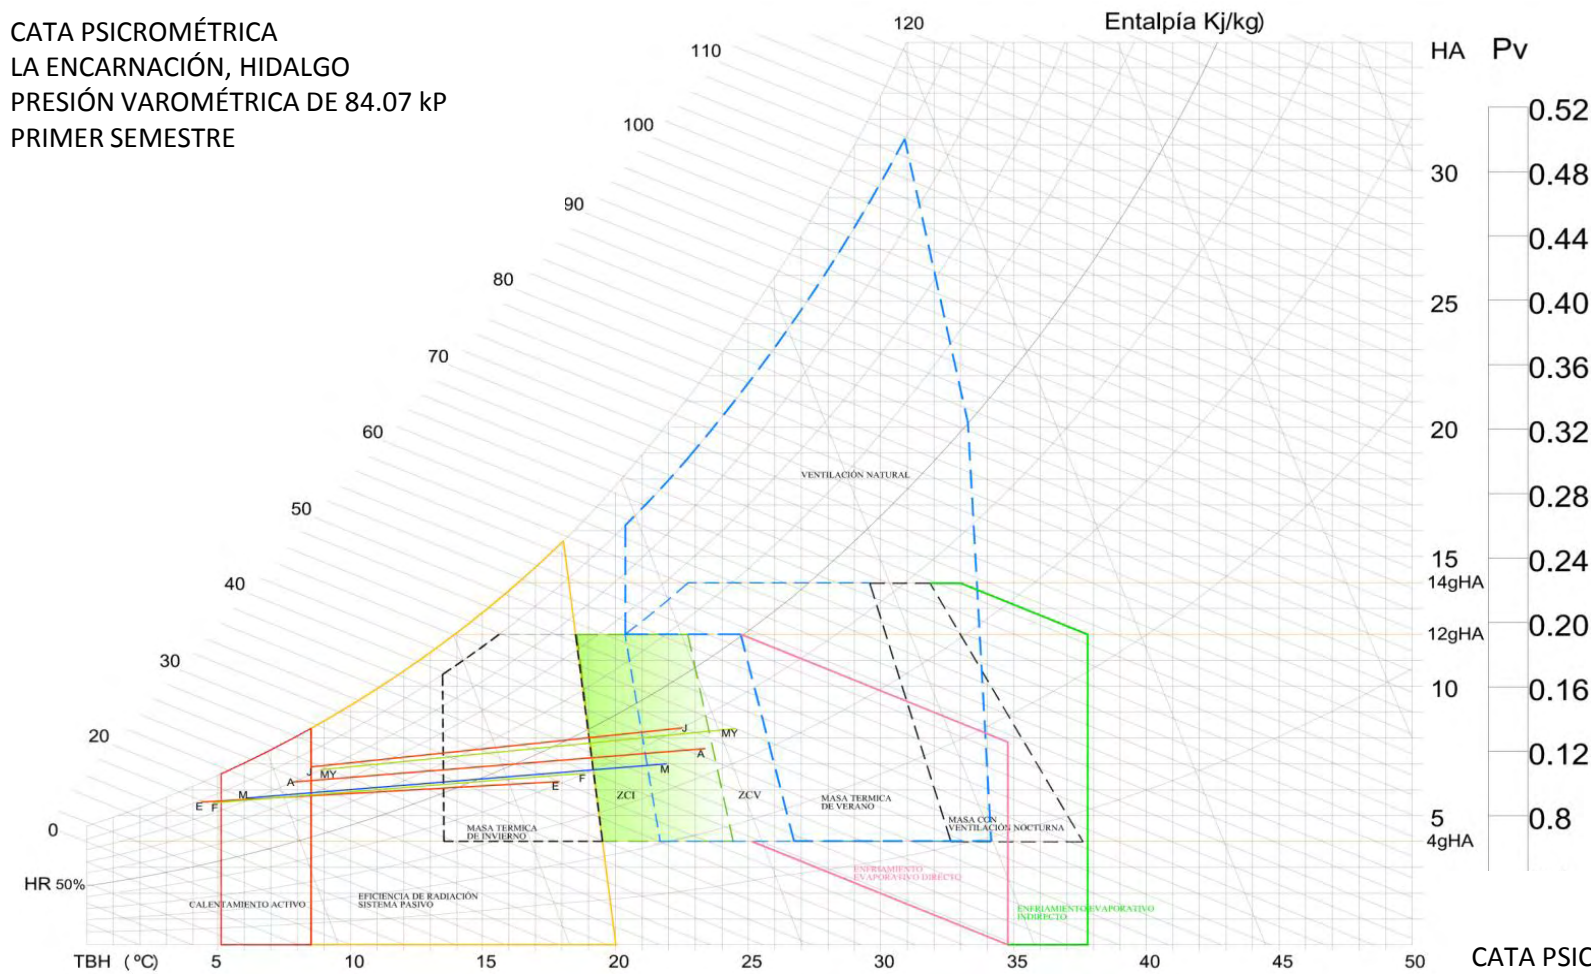 CATA PSICROMÉTRICA
LA ENCARNACIÓN, HIDALGO
PRESIÓN VAROMÉTRICA DE 84.07 kP
PRIMER SEMESTRE
Entalpía Kj/kg)
120
110
100
90
80
70
60
50
40
30
20
0
HA
Pv
30
25
20
15
14gHA
12gHA
10
5
4gHA
0.52
0.48
0.44
0.40
0.36
0.32
0.28
0.24
0.20
0.16
0.12
0.8
VENTILACIÓN NATURAL
J
MY
A
M
F
E
J
MY
A
M
E
F
ZCI
ZCV
MASA TERMICA
DE VERANO
MASA TERMICA
DE INVIERNO
MASA CON
VENTILACIÓN NOCTURNA
ENFRIAMIENTO
EVAPORATIVO DIRECTO
ENFRIAMIENTO EVAPORATIVO
INDIRECTO
HR 50%
CALENTAMIENTO ACTIVO
EFICIENCIA DE RADIACIÓN
SISTEMA PASIVO
TBH (ºC)
5
10
15
20
25
30
35
40
45
50
CATA PSIC